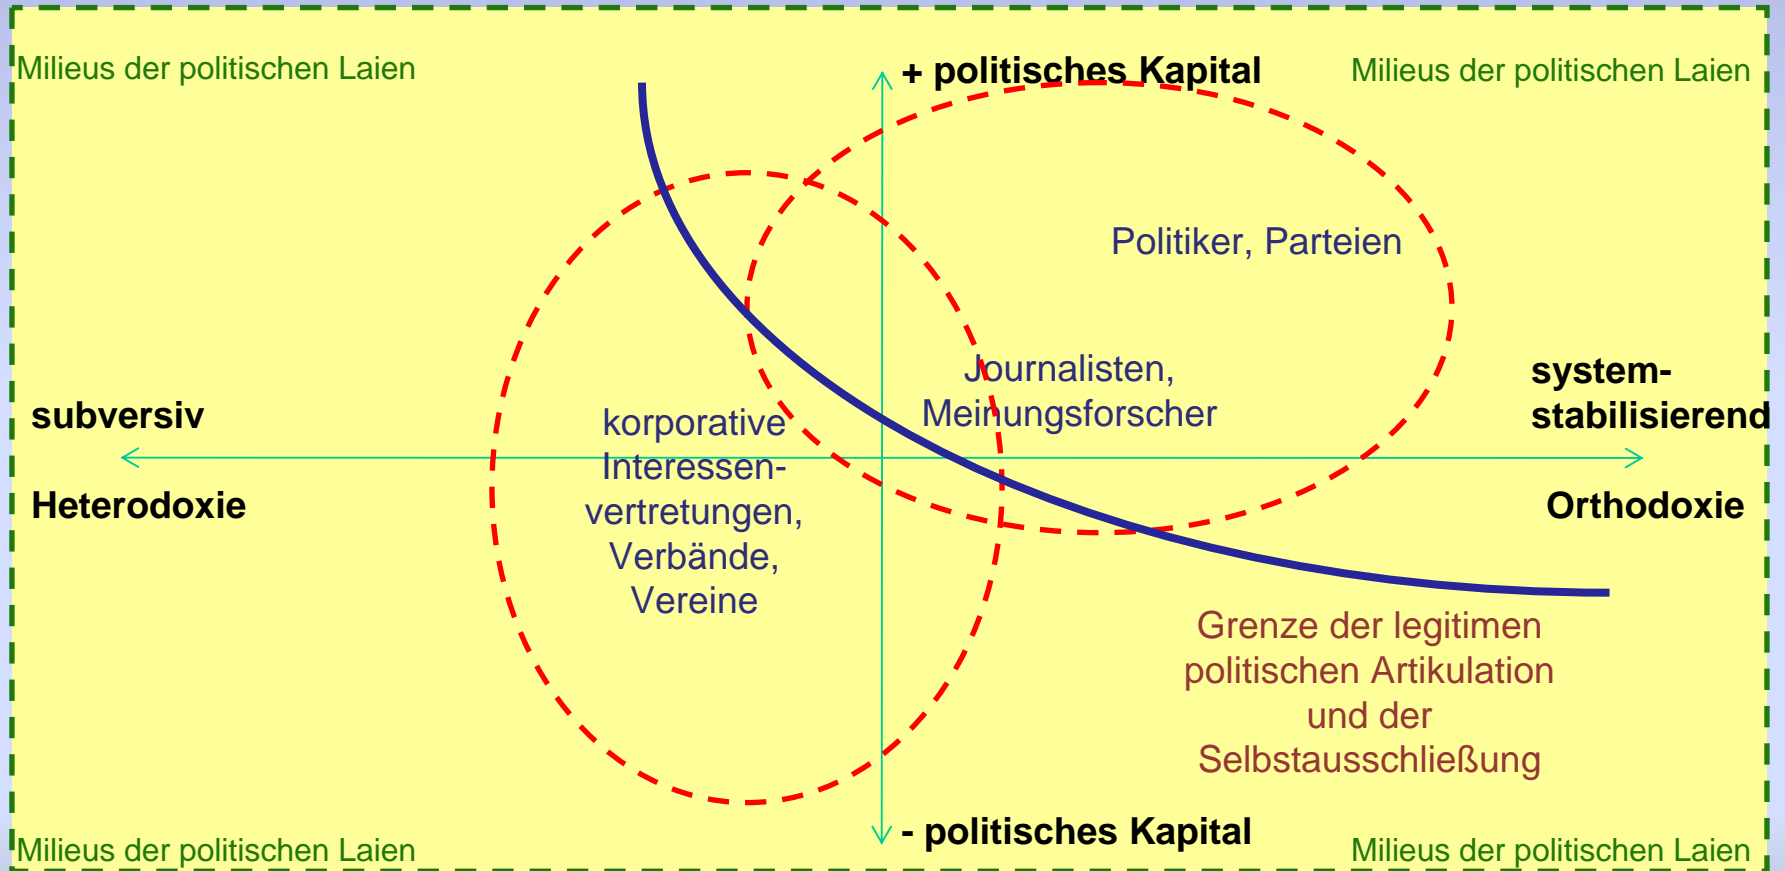 Milieus der politischen Laien
+ politisches Kapital
Milieus der politischen Laien
Politiker, Parteien
Journalisten,
Meinungsforscher
system-
stabilisierend
subversiv
korporative
Interessen-
vertretungen,
Verbände,
Vereine
Heterodoxie
Orthodoxie
Grenze der legitimen
politischen Artikulation
und der
Selbstausschließung
- politisches Kapital
Milieus der politischen Laien
Milieus der politischen Laien